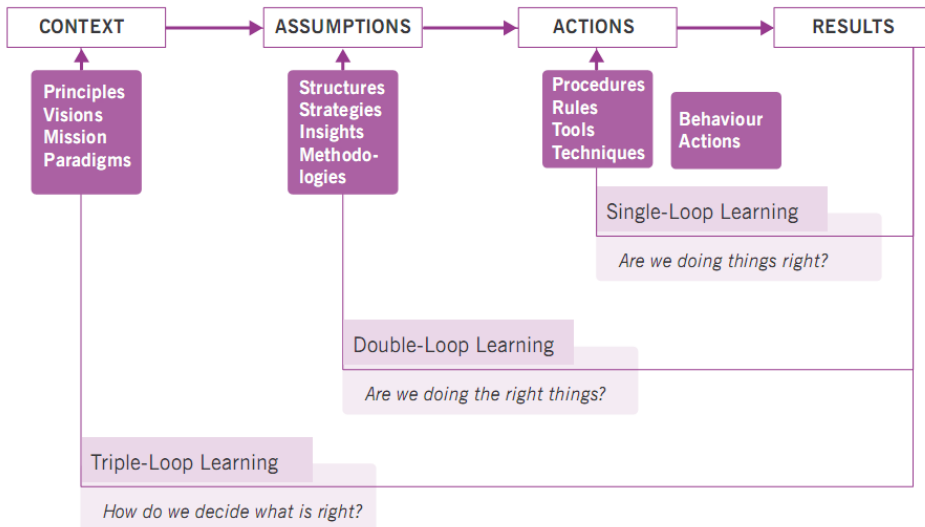 CONTEXT
ASSUMPTIONS
ACTIONS
RESULTS
Principles
Visions
Mission
Paradigms
Structures
Strategies
Insights
Methodo-
logies
Procedures
Rules
Tools
Techniques
Behaviour
Actions
Single-Loop Learning
Are we doing things right?
Double-Loop Learning
Are we doing the right things?
Triple-Loop Learning
How do we decide what is right?